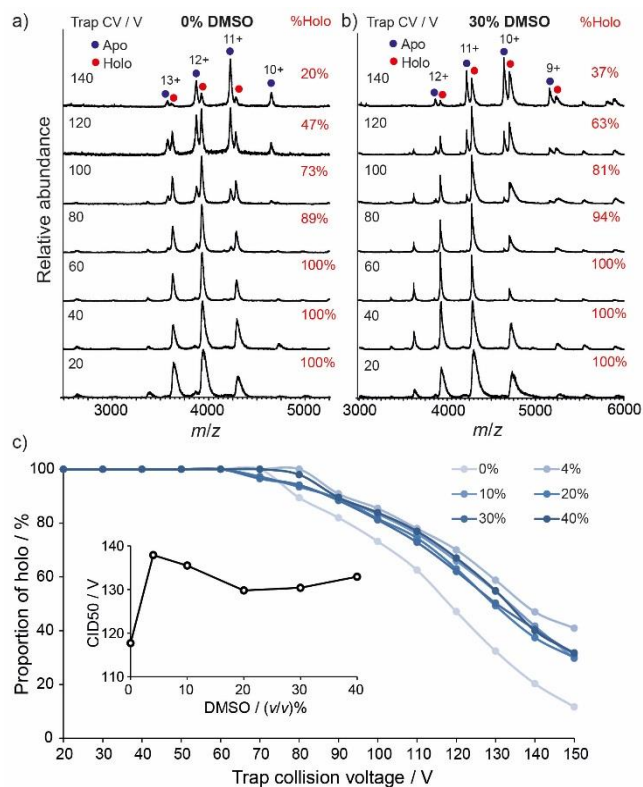 a) Trap CV / V 0% DMSO %Holo
Apo
Holo
13+ 12+ 11+ 10+
140 20%
120 47%
100 73%
80 89%
60 100%
40 100%
20 100%
3000 4000 5000
m/z
Relative abundance
b) Trap CV / V 30% DMSO %Holo
Apo
Holo
12+ 11+ 10+ 9+
140 37%
120 63%
100 81%
80 94%
60 100%
40 100%
20 100%
3000 4000 5000 6000
m/z
c)
0% 4%
10% 20%
30% 40%
Proportion of holo / %
100
80
60
40
20
0
20 30 40 50 60 70 80 90 100 110 120 130 140 150
Trap collision voltage / V
CID50 / V
140
130
120
110
0 10 20 30 40
DMSO / (v/v)%